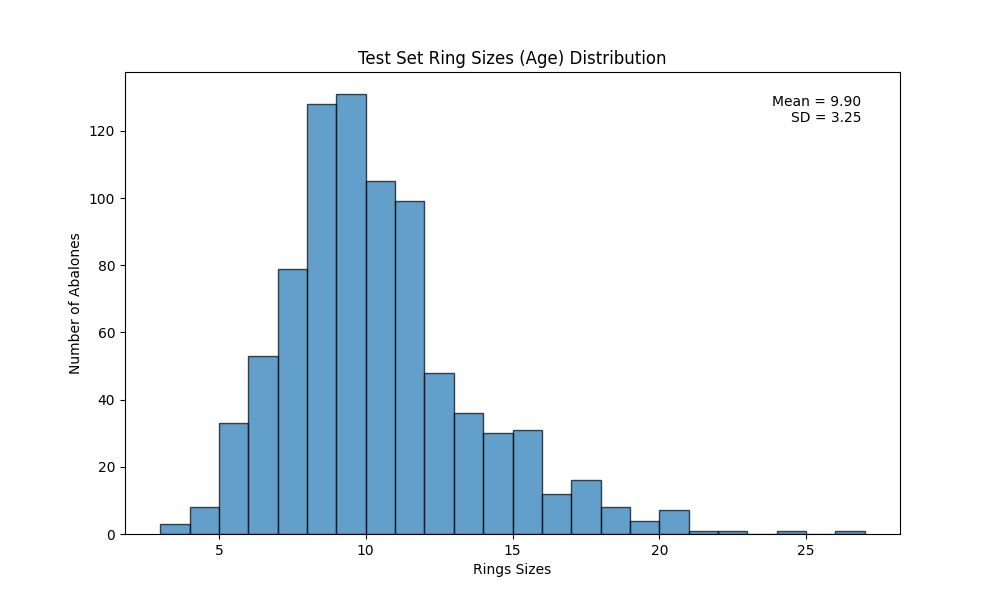 Test Set Ring Sizes (Age) Distribution
Mean = 9.90
SD = 3.25
Number of Abalones
120
100
80
60
40
20
0
5
10
15
20
25
Rings Sizes